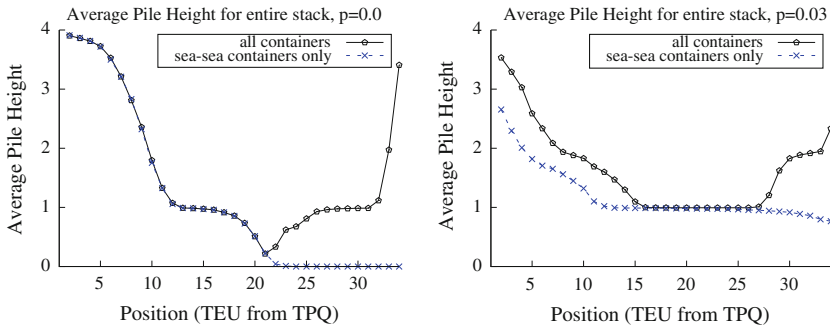 Average Pile Height for entire stack, p=0.0
all containers
sea-sea containers only
Average Pile Height
4
3
2
1
0
5 10 15 20 25 30
Position (TEU from TPQ)
Average Pile Height for entire stack, p=0.03
all containers
sea-sea containers only
Average Pile Height
4
3
2
1
0
5 10 15 20 25 30
Position (TEU from TPQ)